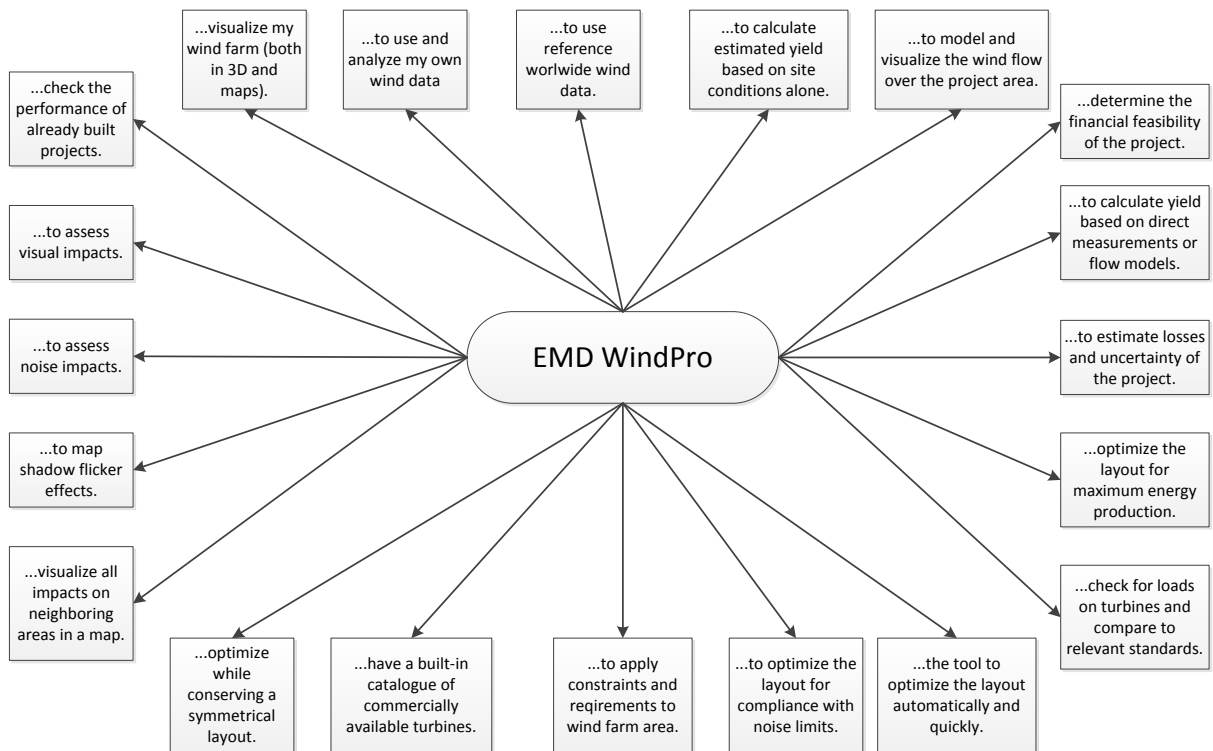 ...visualize my
wind farm (both
in 3D and
maps).
...to use and
analyze my own
wind data
...to use
reference
worlwide wind
data.
...to calculate
estimated yield
based on site
conditions alone.
...to model and
visualize the wind
flow over the
project area.
...check the
performance of
already built
projects.
...determine the
financial feasibility
of the project.
...to assess
visual impacts.
...to calculate yield
based on direct
measurements or
flow models.
...to assess
noise impacts.
EMD WindPro
...to estimate losses
and uncertainty of
the project.
...to map
shadow flicker
effects.
...optimize the
layout for
maximum energy
production.
...visualize all
impacts on
neighboring
areas in a map.
...check for loads
on turbines and
compare to
relevant standards.
...optimize
while
conserving a
symmetrical
layout.
...have a built-in
catalogue of
commercially
available turbines.
...to apply
constraints and
reqirements to
wind farm area.
...to optimize the
layout for
compliance with
noise limits.
...the tool to
optimize the layout
automatically and
quickly.